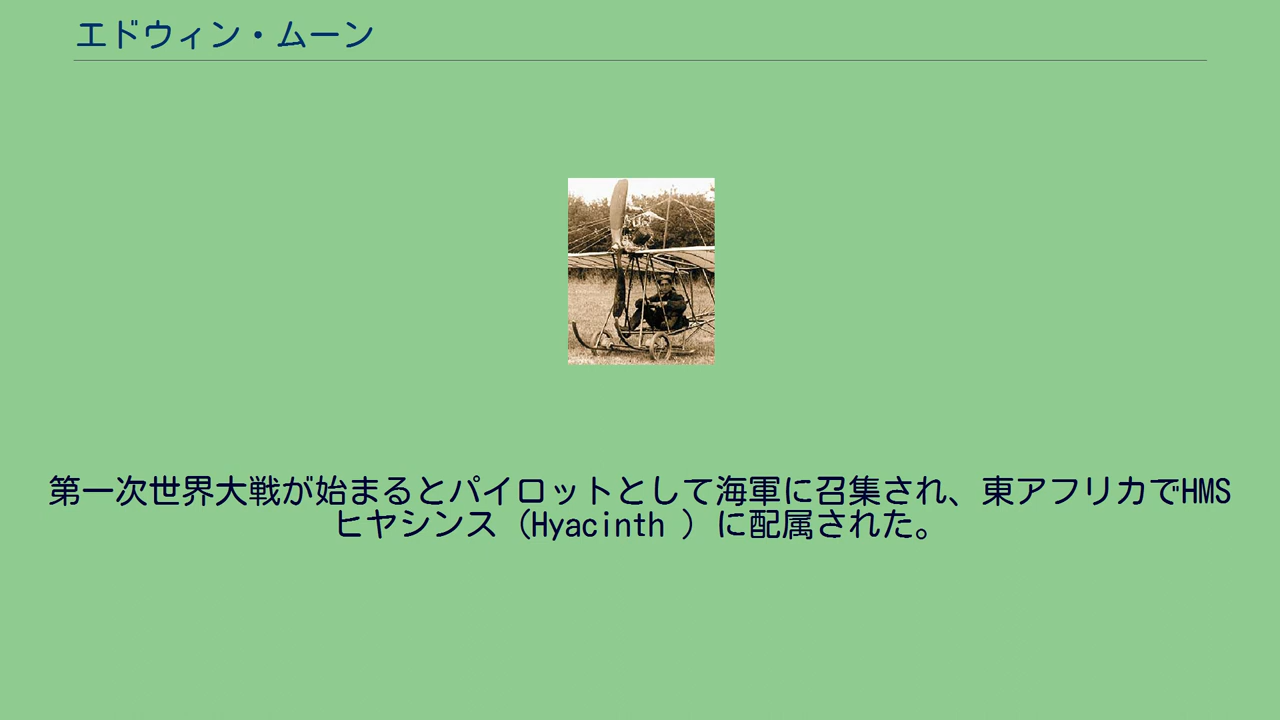 エドウィン・ムーン
第一次世界大戦が始まるとパイロットとして海軍に召集され、東アフリカでHMS
ヒヤシンス（Hyacinth ）に配属された。